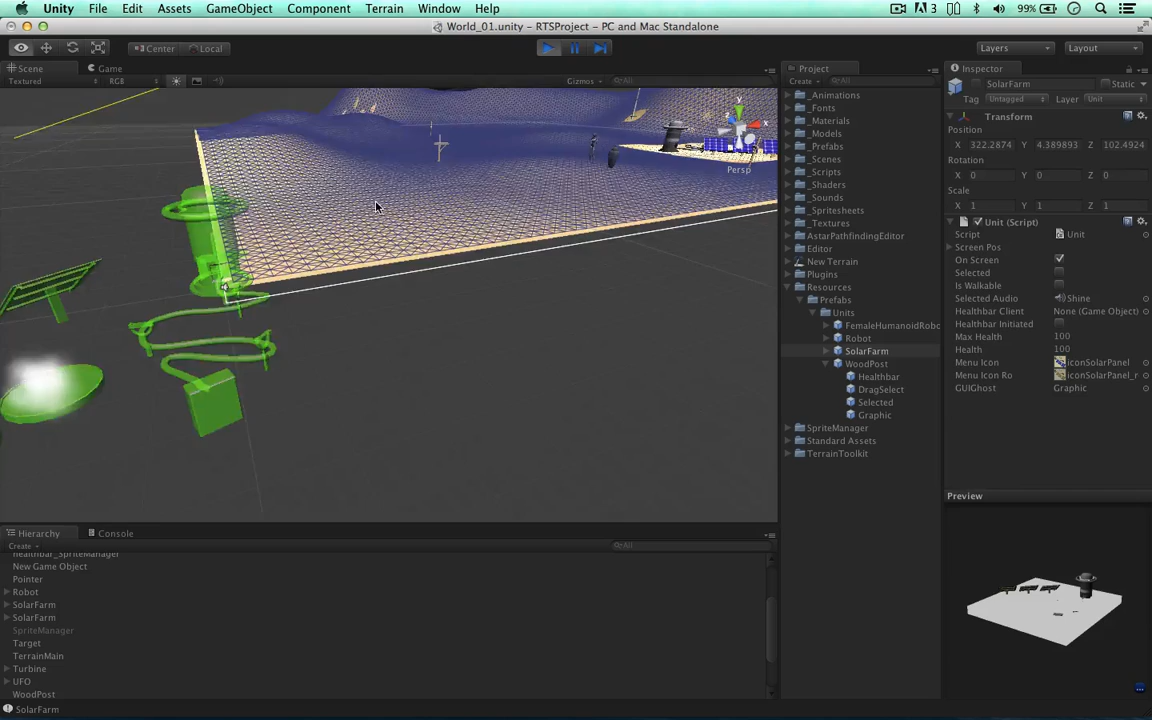 Unity File Edit Assets GameObject Component Terrain Window Help 3 99%
World_01.unity - RTSProject - PC and Mac Standalone
Center Local Layers Layout
Scene Game Project Inspector
Textured RGB Gizmos All Create All
SolarFarm Static
Tag Untagged Layer Unit
Transform
Position
X 322.2874 Y 4.389893 Z 102.4924
Rotation
X 0 Y 0 Z 0
Scale
X 1 Y 1 Z 1
Unit (Script)
Script Unit
Screen Pos
On Screen
Selected
Is Walkable
Selected Audio Shine
Healthbar Client None (Game Object)
Healthbar Initiated
Max Health 100
Health 100
Menu Icon iconSolarPanel
Menu Icon Ro iconSolarPanel_r
GUIGhost Graphic
Preview
_Animations
_Fonts
_Materials
_Models
_Prefabs
_Scenes
_Scripts
_Shaders
_Sounds
_Spritesheets
_Textures
AstarPathfindingEditor
Editor
New Terrain
Plugins
Resources
Prefabs
Units
FemaleHumanoidRobo
Robot
SolarFarm
WoodPost
Healthbar
DragSelect
Selected
Graphic
SpriteManager
Standard Assets
TerrainToolkit
y
x
Persp
Hierarchy Console
Create All
healthbar_SpriteManager
New Game Object
Pointer
Robot
SolarFarm
SolarFarm
SpriteManager
Target
TerrainMain
Turbine
UFO
WoodPost
SolarFarm